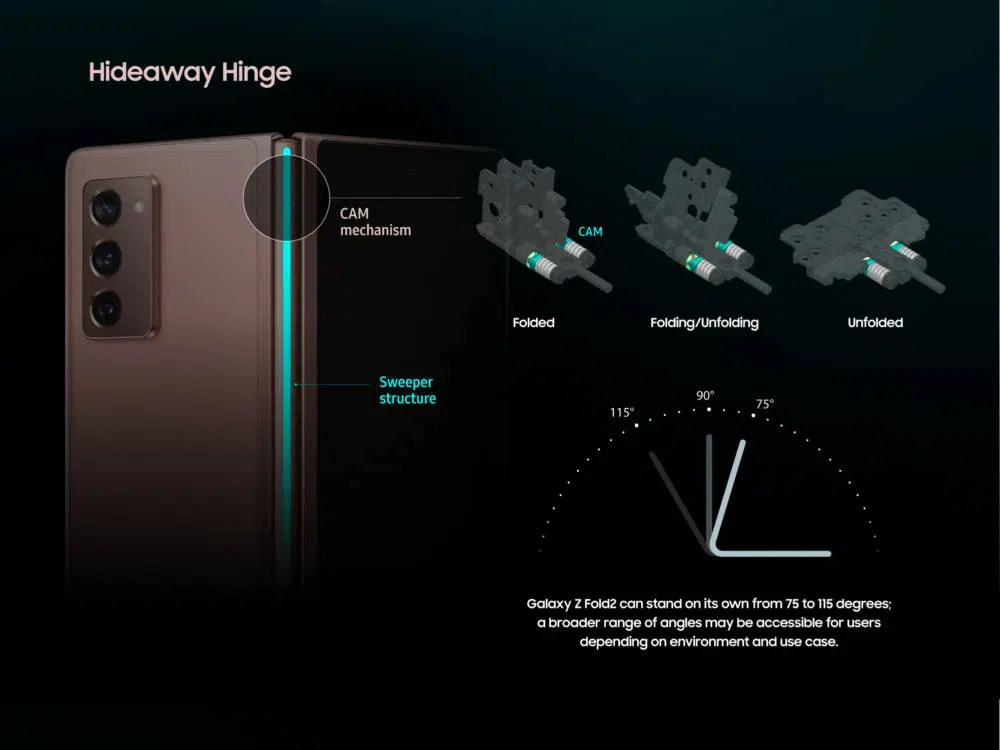 Hideaway Hinge
CAM
mechanism
CAM
Folded
Folding/Unfolding
Unfolded
Sweeper
structure
115°
90°
75°
Galaxy Z Fold2 can stand on its own from 75 to 115 degrees;
a broader range of angles may be accessible for users
depending on environment and use case.